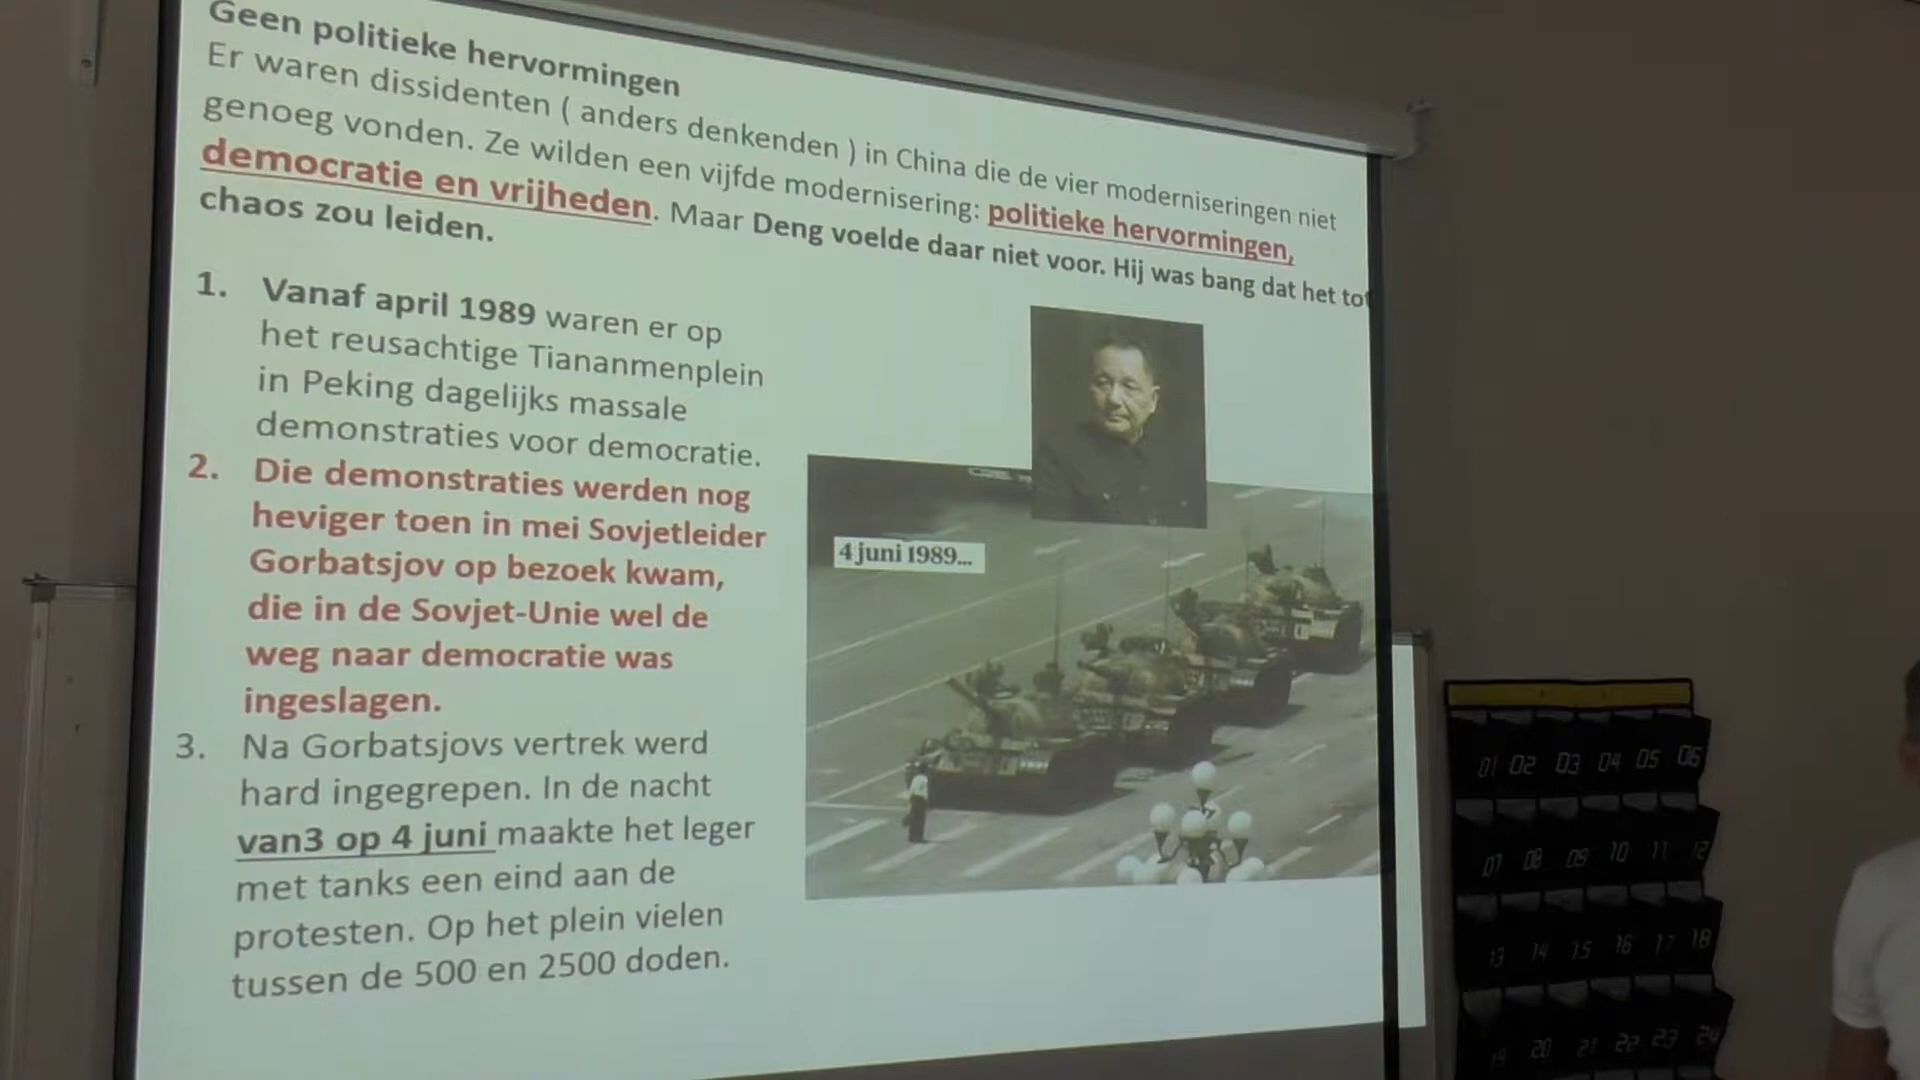 Geen politieke hervormingen
Er waren dissidenten ( anders denkenden ) in China die de vier moderniseringen niet
genoeg vonden. Ze wilden een vijfde modernisering: politieke hervormingen,
democratie en vrijheden. Maar Deng voelde daar niet voor. Hij was bang dat het tot
chaos zou leiden.
1. Vanaf april 1989 waren er op
het reusachtige Tiananmenplein
in Peking dagelijks massale
demonstraties voor democratie.
2. Die demonstraties werden nog
heviger toen in mei Sovjetleider
Gorbatsjov op bezoek kwam,
die in de Sovjet-Unie wel de
weg naar democratie was
ingeslagen.
3. Na Gorbatsjovs vertrek werd
hard ingegrepen. In de nacht
van3 op 4 juni maakte het leger
met tanks een eind aan de
protesten. Op het plein vielen
tussen de 500 en 2500 doden.
4 juni 1989...
01 02 03 04 05 06
07 08 09 10 11 12
13 14 15 16 17 18
19 20 21 22 23 24